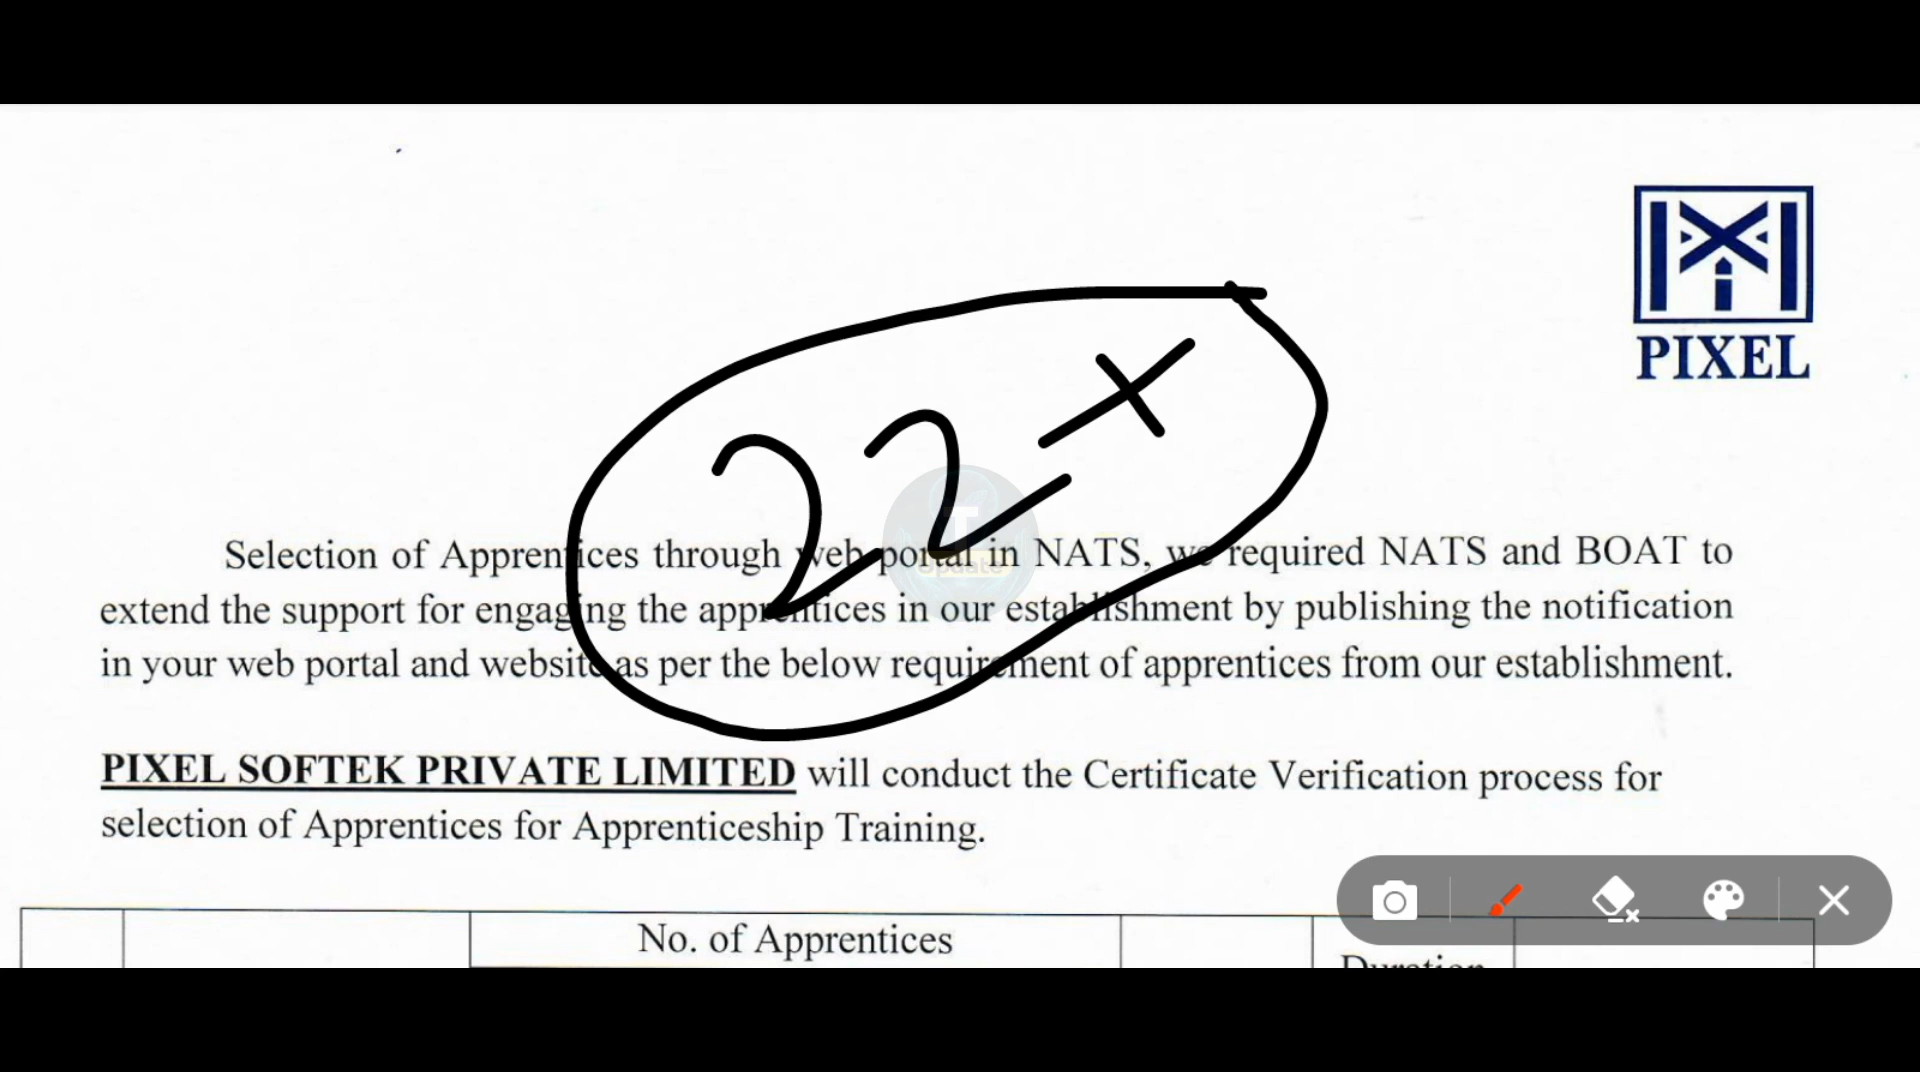 PIXEL
22+
Selection of Apprentices through web portal in NATS, we required NATS and BOAT to
extend the support for engaging the apprentices in our establishment by publishing the notification
in your web portal and website as per the below requirement of apprentices from our establishment.
PIXEL SOFTEK PRIVATE LIMITED will conduct the Certificate Verification process for
selection of Apprentices for Apprenticeship Training.
No. of Apprentices
Duration